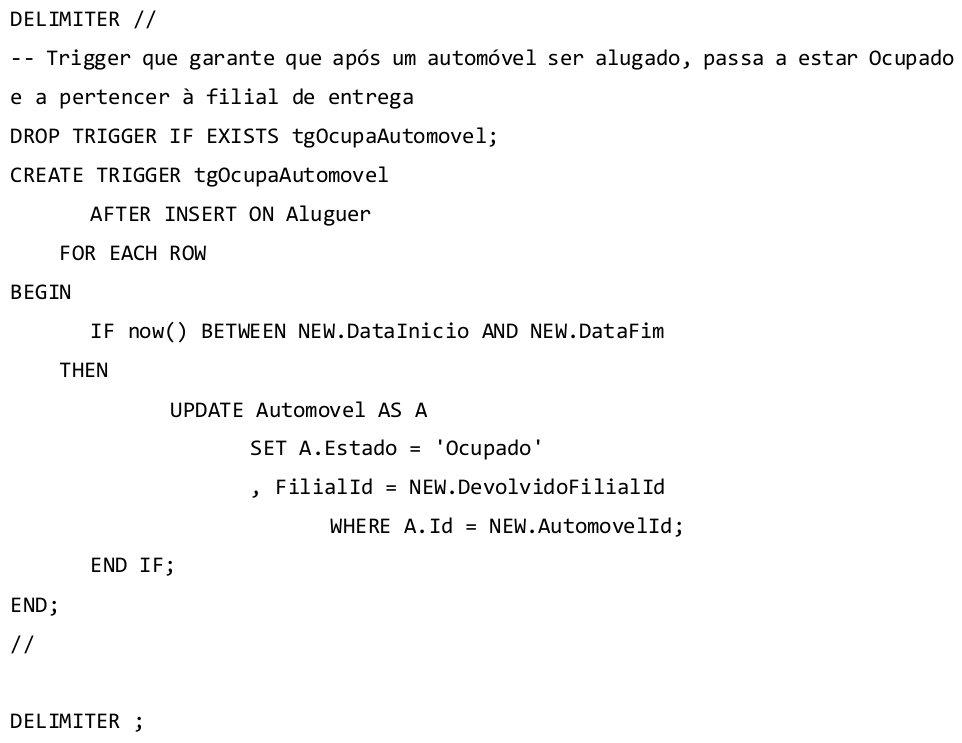 DELIMITER //
-- Trigger que garante que após um automóvel ser alugado, passa a estar Ocupado
e a pertencer à filial de entrega
DROP TRIGGER IF EXISTS tgOcupaAutomovel;
CREATE TRIGGER tgOcupaAutomovel
AFTER INSERT ON Aluguer
FOR EACH ROW
BEGIN
IF now() BETWEEN NEW.DataInicio AND NEW.DataFim
THEN
UPDATE Automovel AS A
SET A.Estado = 'Ocupado'
, FilialId = NEW.DevolvidoFilialId
WHERE A.Id = NEW.AutomovelId;
END IF;
END;
//
DELIMITER ;